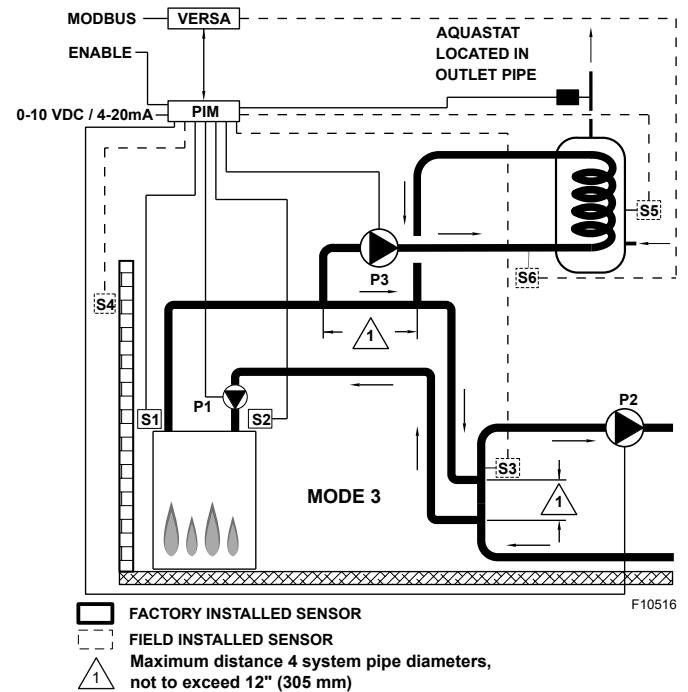 MODBUS
VERSA
ENABLE
AQUASTAT
LOCATED IN
OUTLET PIPE
0-10 VDC / 4-20mA
PIM
S5
P3
S6
S4
1
P1
S1
S2
P2
S3
MODE 3
1
F10516
FACTORY INSTALLED SENSOR
FIELD INSTALLED SENSOR
1
Maximum distance 4 system pipe diameters,
not to exceed 12" (305 mm)